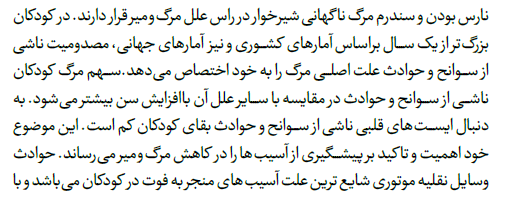 نارس بودن و سندرم مرگ ناگهانی شیرخوار در راس علل مرگ و میر قرار دارند. در کودکان
بزرگ تر از یک سال براساس آمارهای کشوری و نیز آمارهای جهانی، مصدومیت ناشی
از سوانح و حوادث علت اصلی مرگ را به خود اختصاص می دهد.سهم مرگ کودکان
ناشی از سوانح و حوادث در مقایسه با سایر علل آن باافزایش سن بیشتر می شود. به
دنبال ایست های قلبی ناشی از سوانح و حوادث بقای کودکان کم است. این موضوع
خود اهمیت و تاکید بر پیشگیری از آسیب ها را در کاهش مرگ و میر می رساند. حوادث
وسایل نقلیه موتوری شایع ترین علت آسیب های منجر به فوت در کودکان می باشد و با